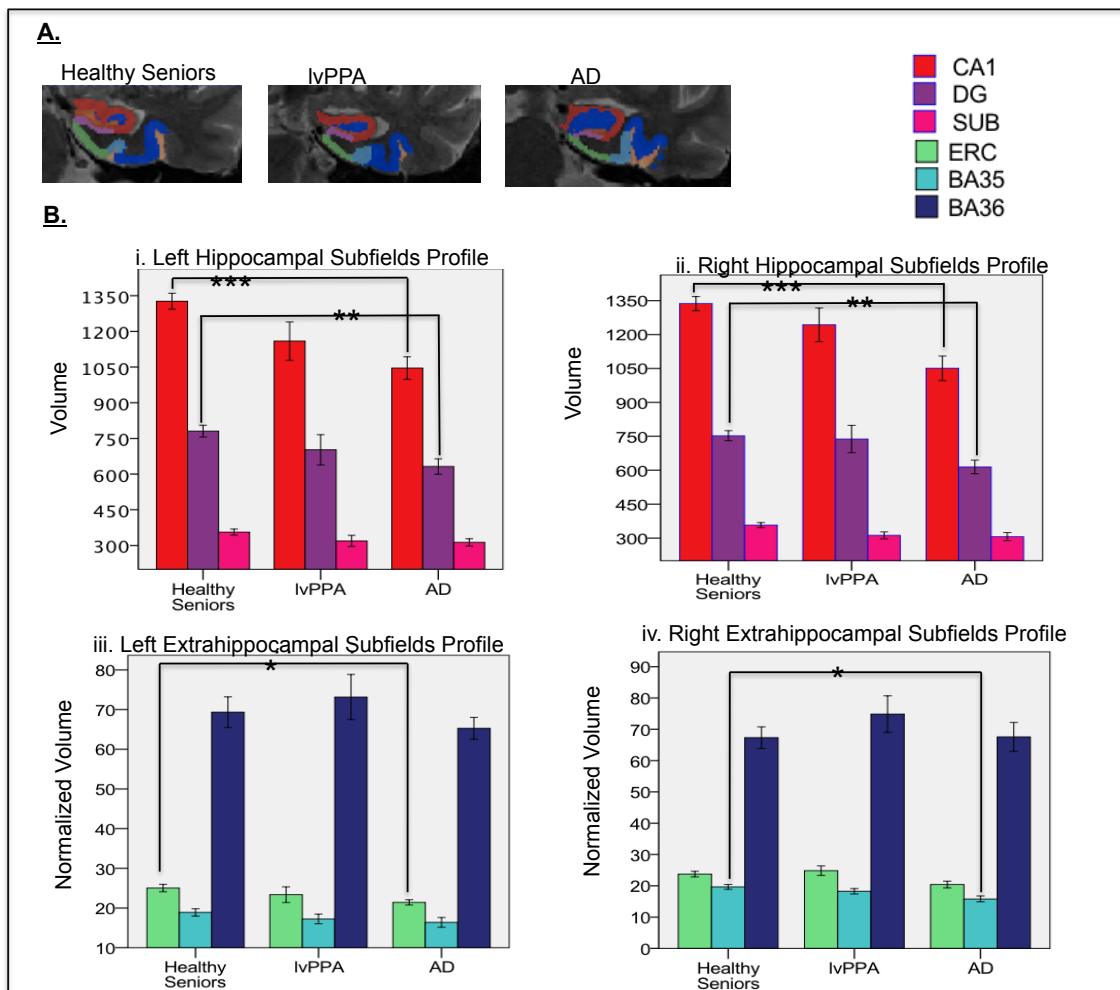 A.
Healthy Seniors
lvPPA
AD
CA1
DG
SUB
ERC
BA35
BA36
B.
i. Left Hippocampal Subfields Profile
***
**
Volume
1350
1200
1050
900
750
600
450
300
Healthy Seniors
lvPPA
AD
ii. Right Hippocampal Subfields Profile
***
**
Volume
1350
1200
1050
900
750
600
450
300
Healthy Seniors
lvPPA
AD
iii. Left Extrahippocampal Subfields Profile
*
Normalized Volume
80
70
60
50
40
30
20
10
Healthy Seniors
lvPPA
AD
iv. Right Extrahippocampal Subfields Profile
*
Normalized Volume
90
80
70
60
50
40
30
20
10
0
Healthy Seniors
lvPPA
AD